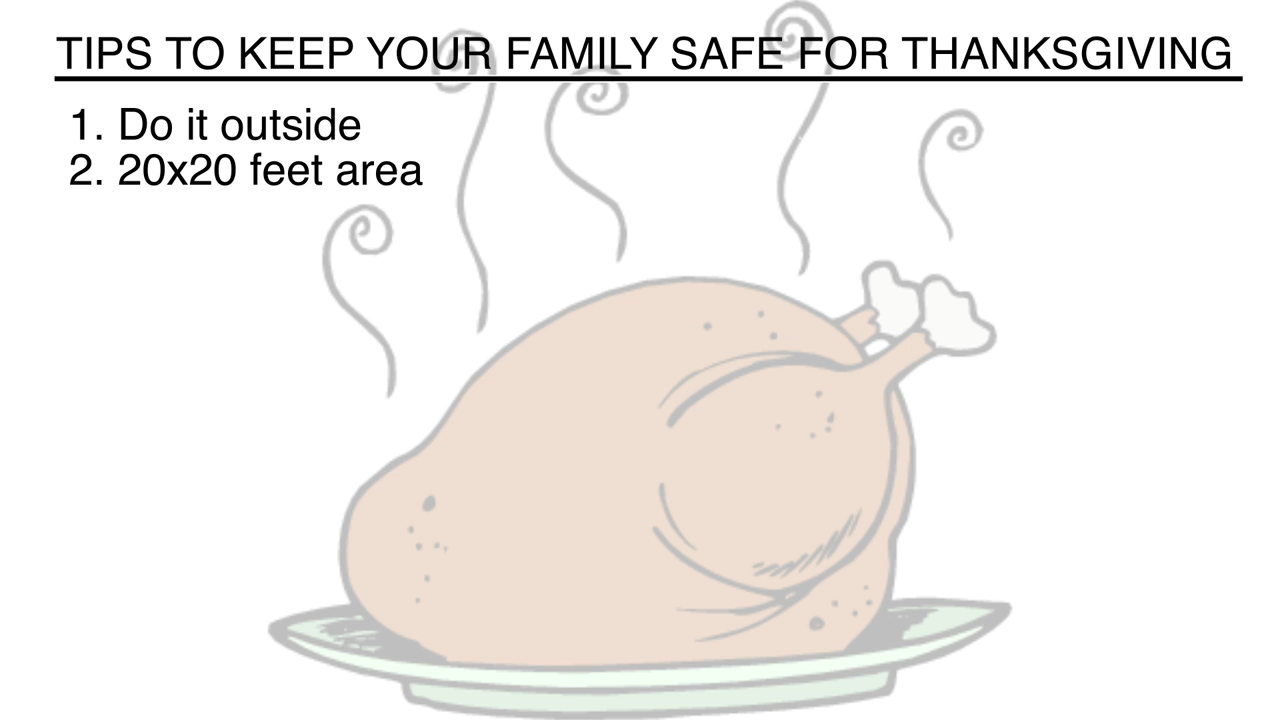 TIPS TO KEEP YOUR FAMILY SAFE FOR THANKSGIVING
1. Do it outside
2. 20x20 feet area